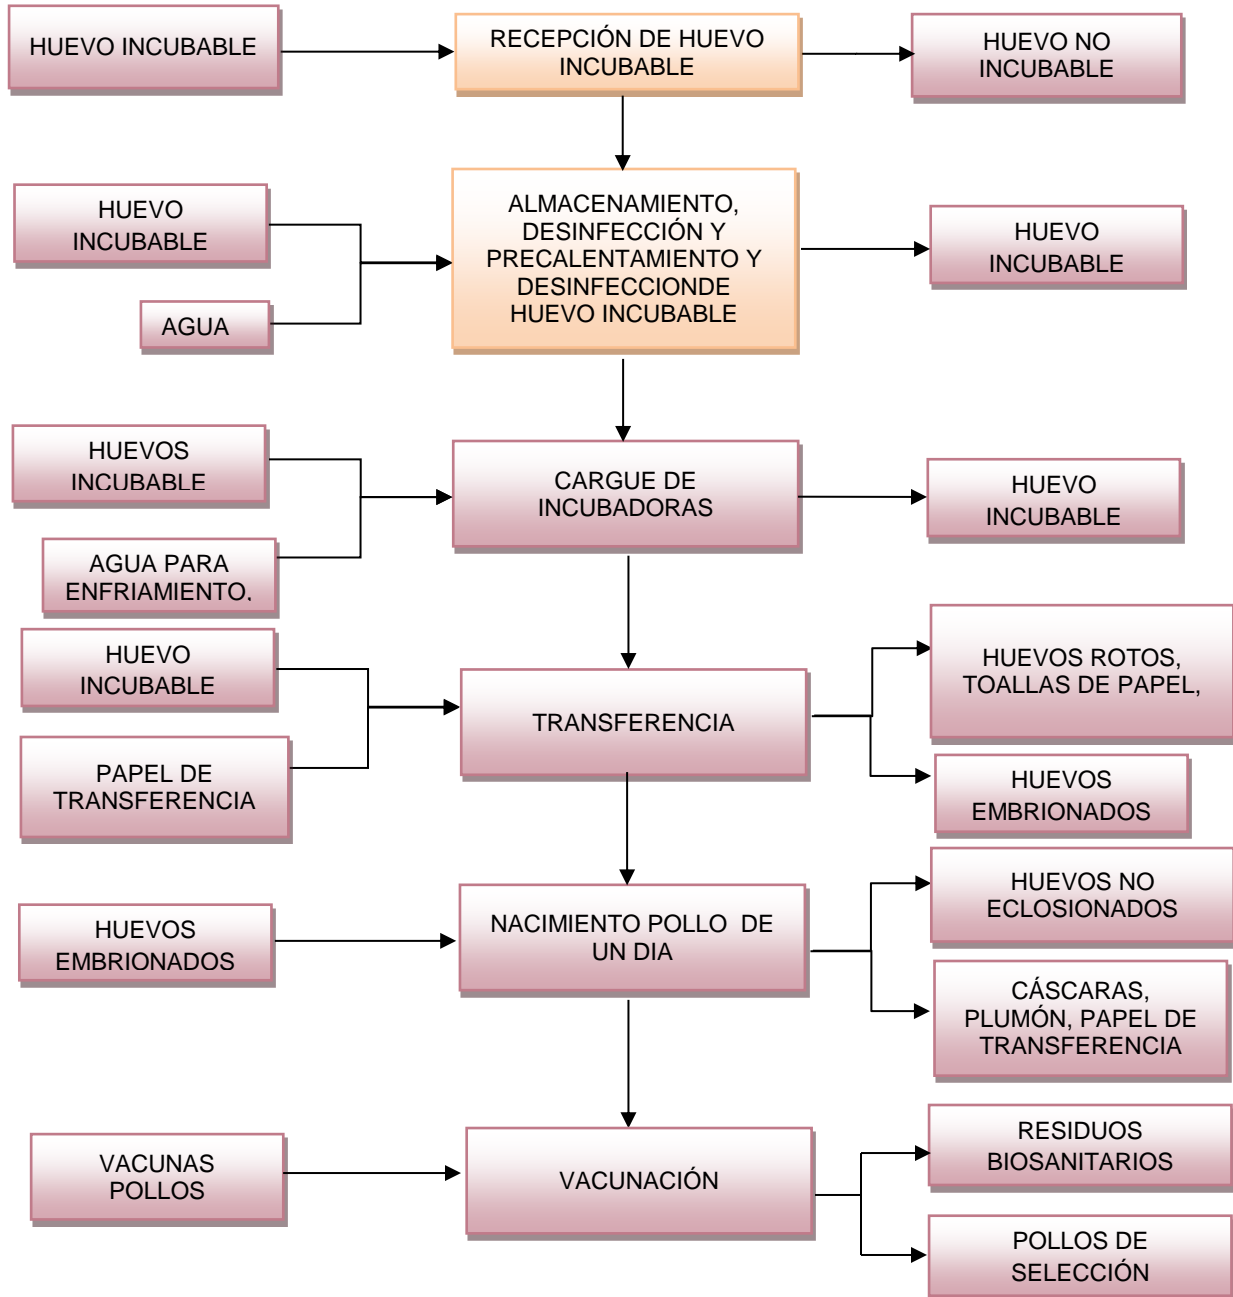 HUEVO INCUBABLE
RECEPCIÓN DE HUEVO
INCUBABLE
HUEVO NO
INCUBABLE
HUEVO
INCUBABLE
AGUA
ALMACENAMIENTO,
DESINFECCIÓN Y
PRECALENTAMIENTO Y
DESINFECCIONDE
HUEVO INCUBABLE
HUEVO
INCUBABLE
HUEVOS
INCUBABLE
AGUA PARA
ENFRIAMIENTO.
CARGUE DE
INCUBADORAS
HUEVO
INCUBABLE
HUEVO
INCUBABLE
PAPEL DE
TRANSFERENCIA
TRANSFERENCIA
HUEVOS ROTOS,
TOALLAS DE PAPEL,
HUEVOS
EMBRIONADOS
HUEVOS
EMBRIONADOS
NACIMIENTO POLLO DE
UN DIA
HUEVOS NO
ECLOSIONADOS
CÁSCARAS,
PLUMÓN, PAPEL DE
TRANSFERENCIA
VACUNAS
POLLOS
VACUNACIÓN
RESIDUOS
BIOSANITARIOS
POLLOS DE
SELECCIÓN